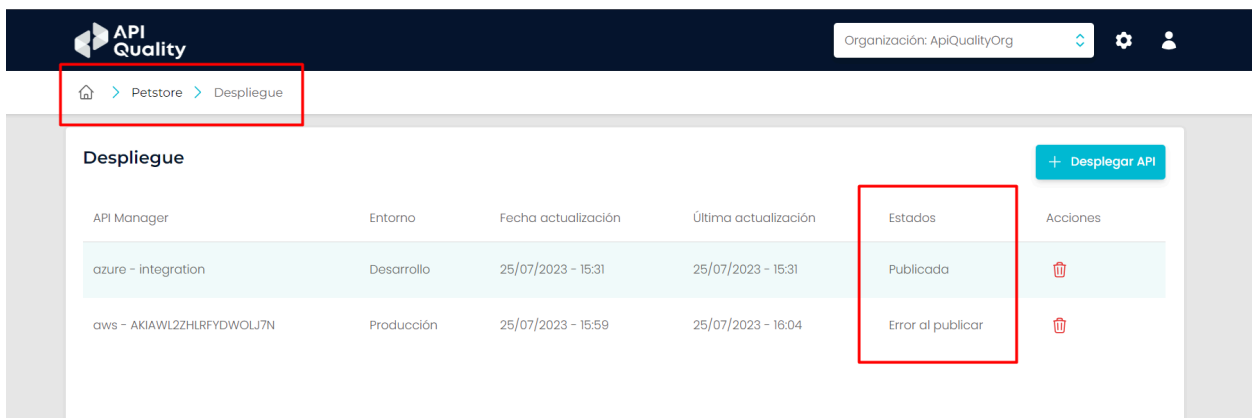 API
Quality
Organización: ApiQualityOrg
Petstore > Despliegue
Despliegue
+ Desplegar API
API Manager Entorno Fecha actualización Última actualización Estados Acciones
azure - integration Desarrollo 25/07/2023 - 15:31 25/07/2023 - 15:31 Publicada
aws - AKIAWL2ZHLRFYDWOLJ7N Producción 25/07/2023 - 15:59 25/07/2023 - 16:04 Error al publicar